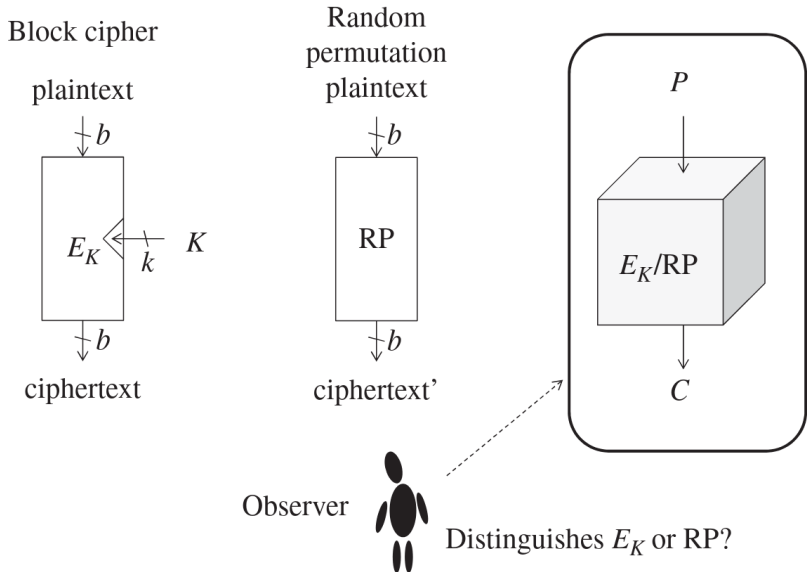 Block cipher
plaintext
b
E_K
K
k
b
ciphertext
Random
permutation
plaintext
b
RP
b
ciphertext’
P
E_K/RP
C
Observer
Distinguishes E_K or RP?